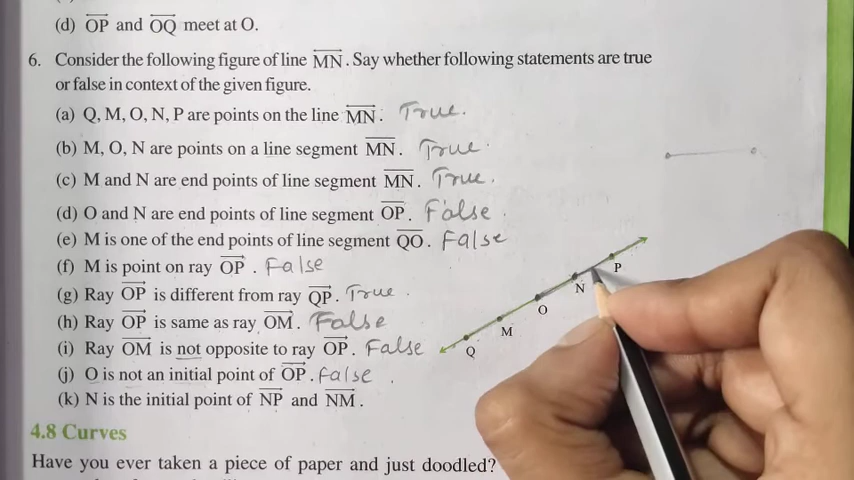 (d) OP and OQ meet at O.
6. Consider the following figure of line MN. Say whether following statements are true
or false in context of the given figure.
(a) Q, M, O, N, P are points on the line MN. True.
(b) M, O, N are points on a line segment MN. True.
(c) M and N are end points of line segment MN. True.
(d) O and N are end points of line segment OP. False.
(e) M is one of the end points of line segment QO. False
(f) M is point on ray OP. False
(g) Ray OP is different from ray QP. True.
(h) Ray OP is same as ray OM. False
(i) Ray OM is not opposite to ray OP. False
(j) O is not an initial point of OP. False.
(k) N is the initial point of NP and NM.
P
N
O
M
Q
4.8 Curves
Have you ever taken a piece of paper and just doodled?